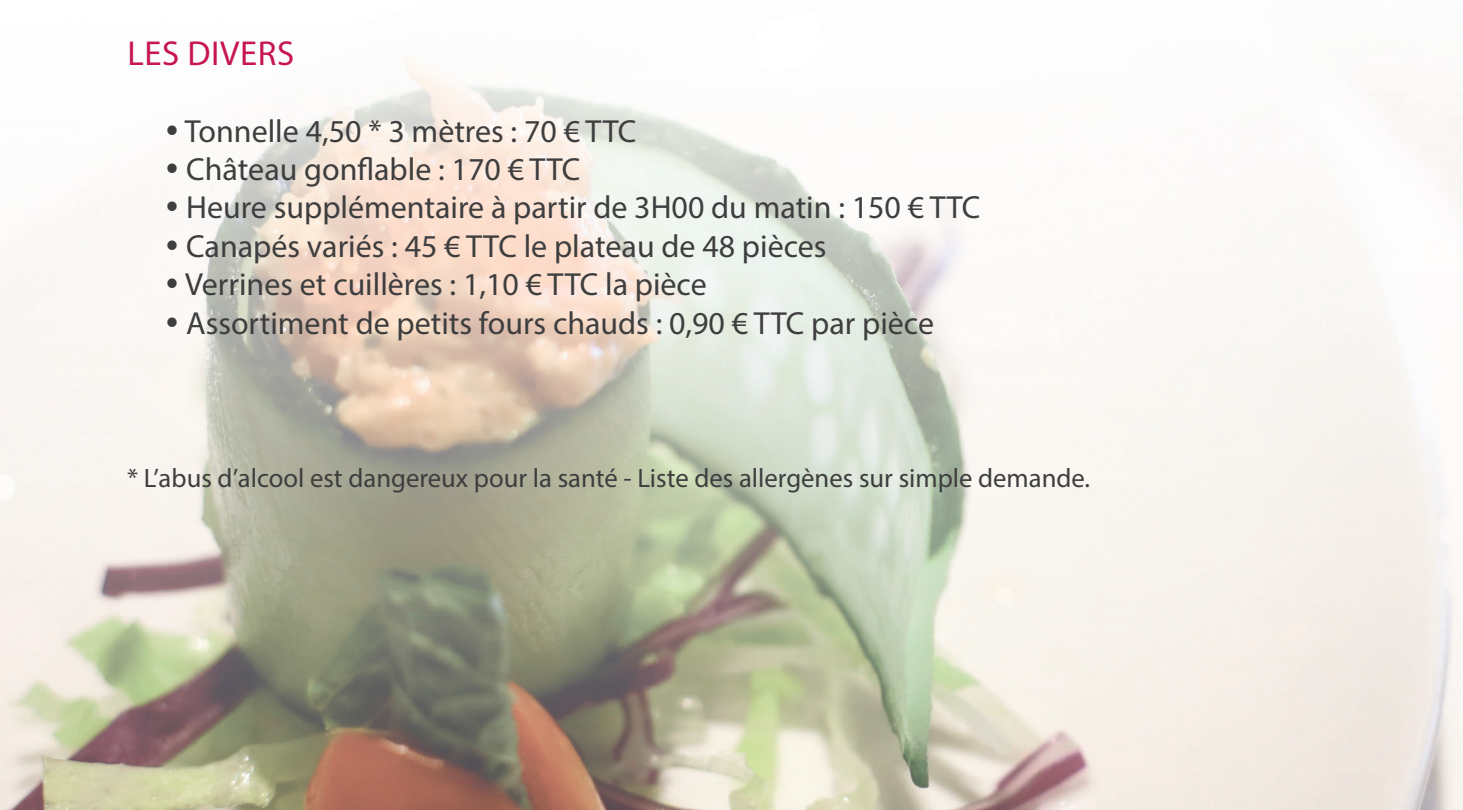 LES DIVERS
• Tonnelle 4,50 * 3 mètres : 70 € TTC
• Château gonflable : 170 € TTC
• Heure supplémentaire à partir de 3H00 du matin : 150 € TTC
• Canapés variés : 45 € TTC le plateau de 48 pièces
• Verrines et cuillères : 1,10 € TTC la pièce
• Assortiment de petits fours chauds : 0,90 € TTC par pièce
* L’abus d’alcool est dangereux pour la santé - Liste des allergènes sur simple demande.